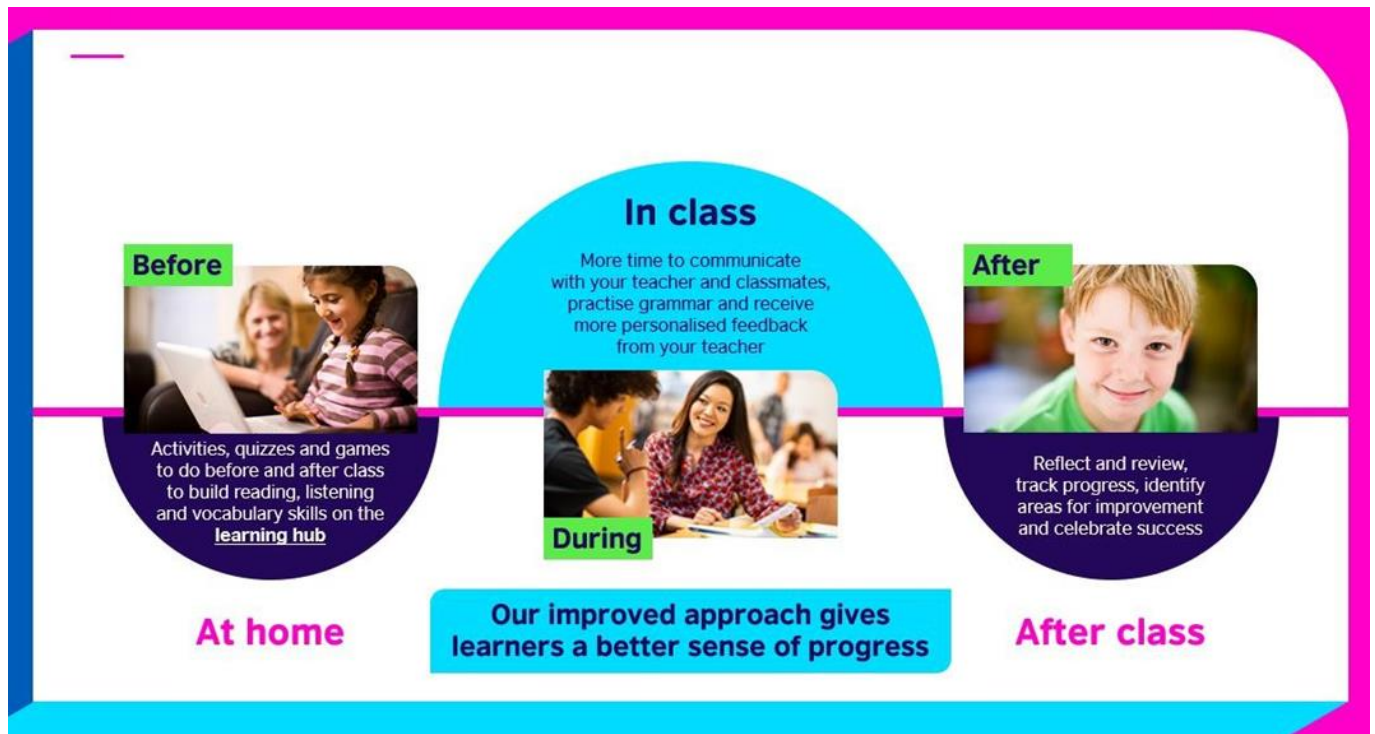 Before
Activities, quizzes and games
to do before and after class
to build reading, listening
and vocabulary skills on the
learning hub
At home
In class
More time to communicate
with your teacher and classmates,
practise grammar and receive
more personalised feedback
from your teacher
During
Our improved approach gives
learners a better sense of progress
After
Reflect and review,
track progress, identify
areas for improvement
and celebrate success
After class